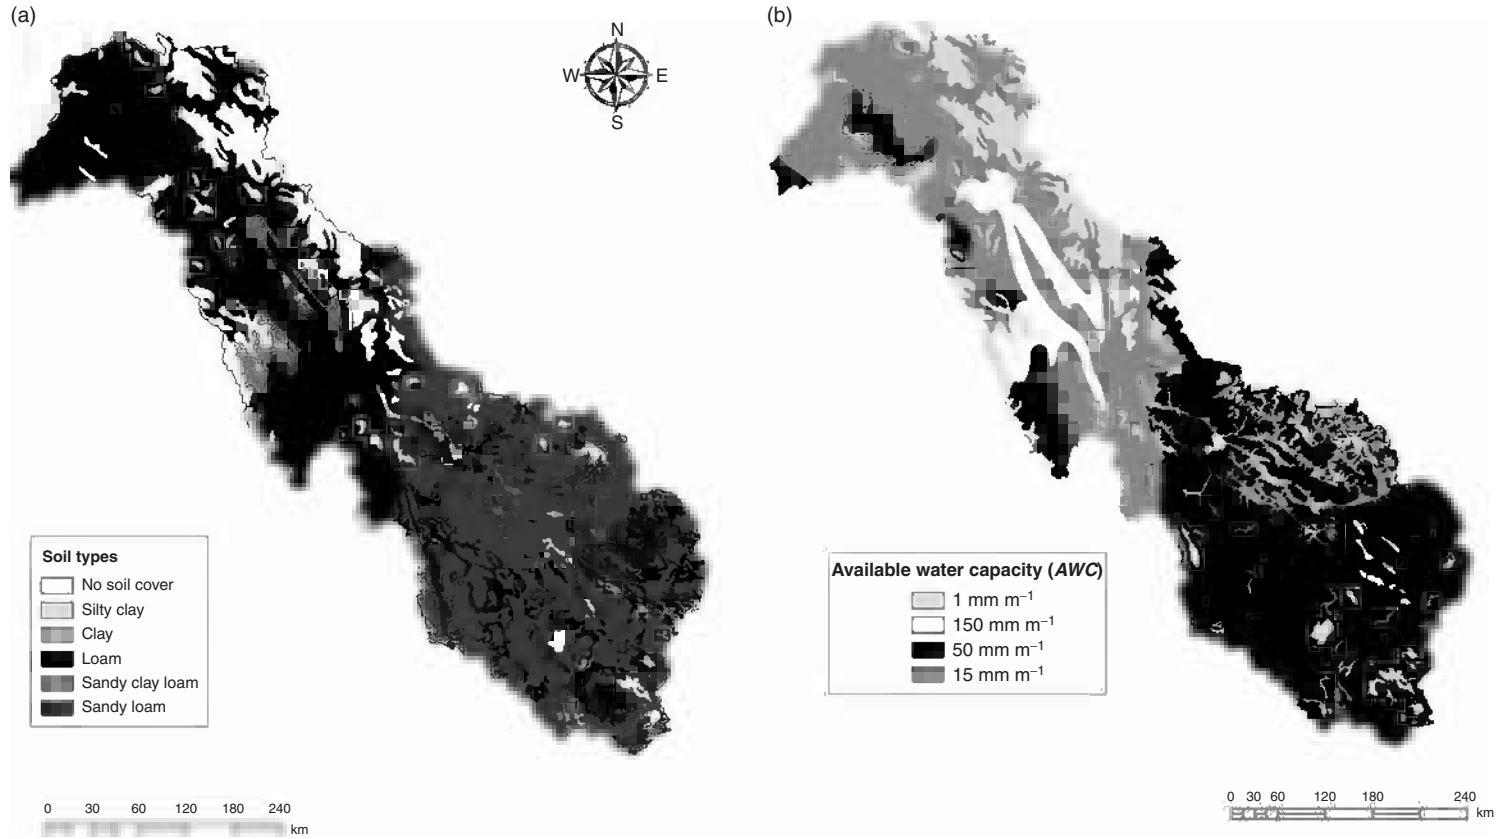 (a)
(b)
N
W E
S
Soil types
No soil cover
Silty clay
Clay
Loam
Sandy clay loam
Sandy loam
0 30 60 120 180 240
km
Available water capacity (AWC)
1 mm m⁻¹
150 mm m⁻¹
50 mm m⁻¹
15 mm m⁻¹
0 30 60 120 180 240
km